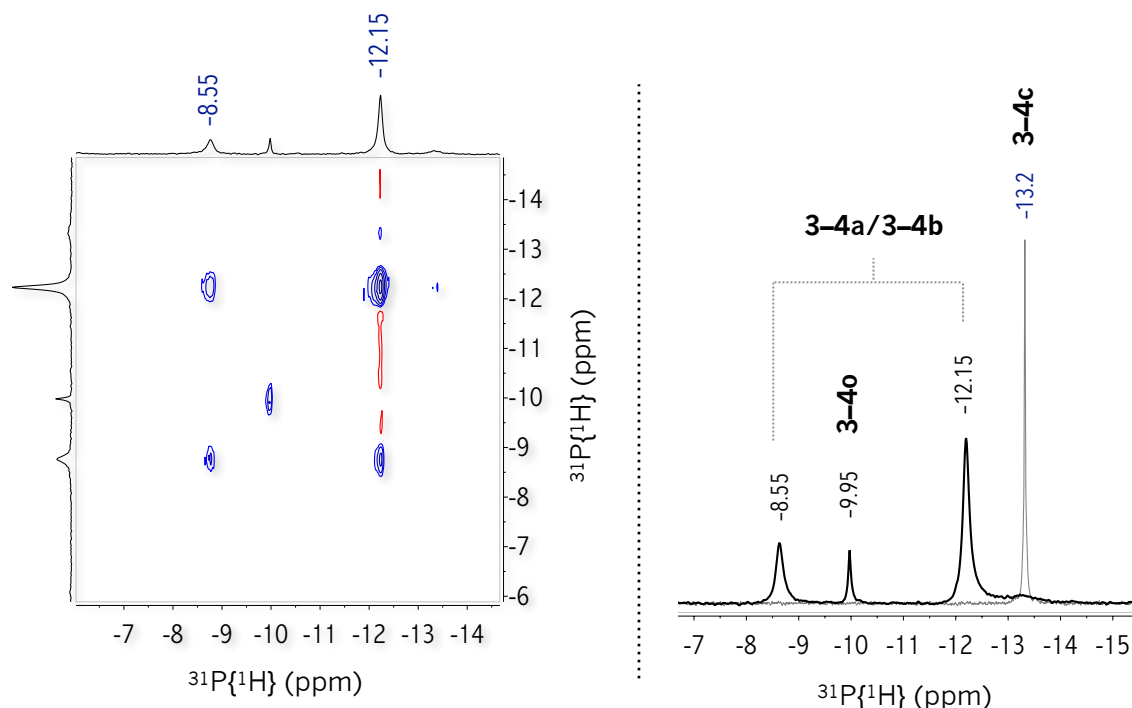 −8.55
−12.15
-14
-13
-12
-11
-10
-9
-8
-7
-6
³¹P{¹H} (ppm)
-7 -8 -9 -10 -11 -12 -13 -14
³¹P{¹H} (ppm)
3–4c
−13.2
3–4a/3–4b
−12.15
3–4o
−8.55
−9.95
-7 -8 -9 -10 -11 -12 -13 -14 -15
³¹P{¹H} (ppm)